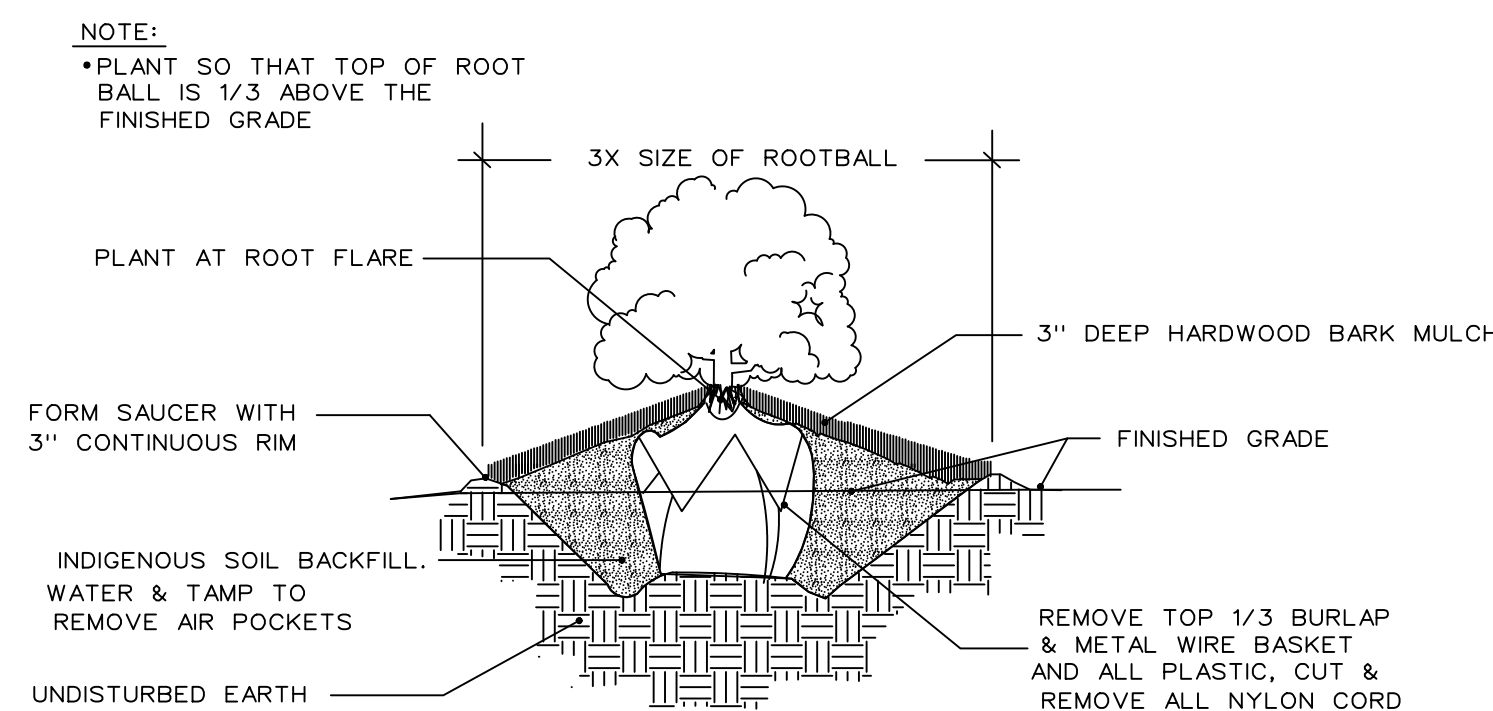 NOTE:
•PLANT SO THAT TOP OF ROOT
BALL IS 1/3 ABOVE THE
FINISHED GRADE
3X SIZE OF ROOTBALL
PLANT AT ROOT FLARE
3" DEEP HARDWOOD BARK MULCH
FORM SAUCER WITH
3" CONTINUOUS RIM
FINISHED GRADE
INDIGENOUS SOIL BACKFILL.
WATER & TAMP TO
REMOVE AIR POCKETS
REMOVE TOP 1/3 BURLAP
& METAL WIRE BASKET
AND ALL PLASTIC, CUT &
REMOVE ALL NYLON CORD
UNDISTURBED EARTH